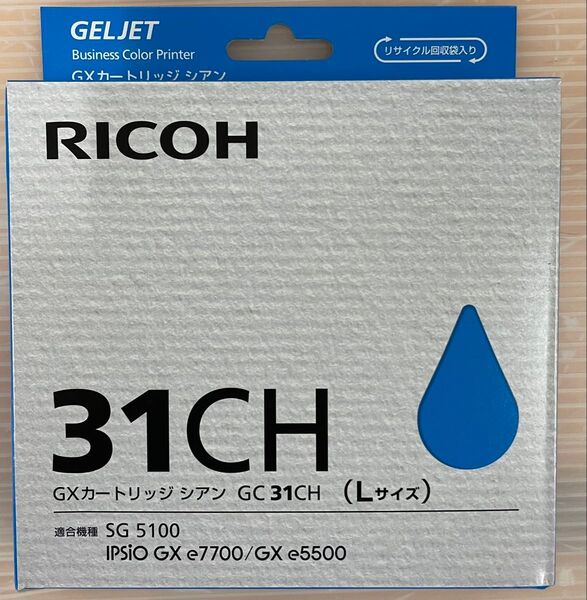 GELJET
Business Color Printer
GXカートリッジ シアン
リサイクル回収袋入り
RICOH
31CH
GXカートリッジ シアン GC 31CH (Lサイズ)
適合機種 SG 5100
IPSiO GX e7700/GX e5500